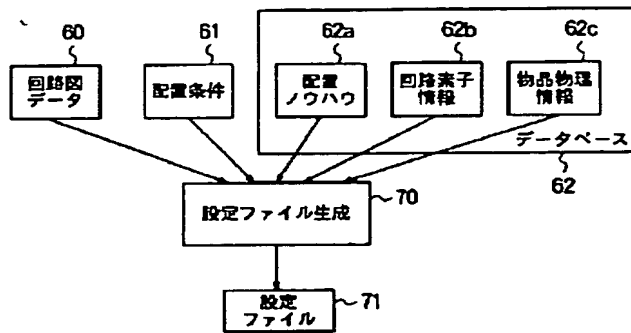 60
61
62a
62b
62c
回路図
データ
配置条件
配置
ノウハウ
回路素子
情報
物品物理
情報
データベース
62
設定ファイル生成
70
設定
ファイル
71